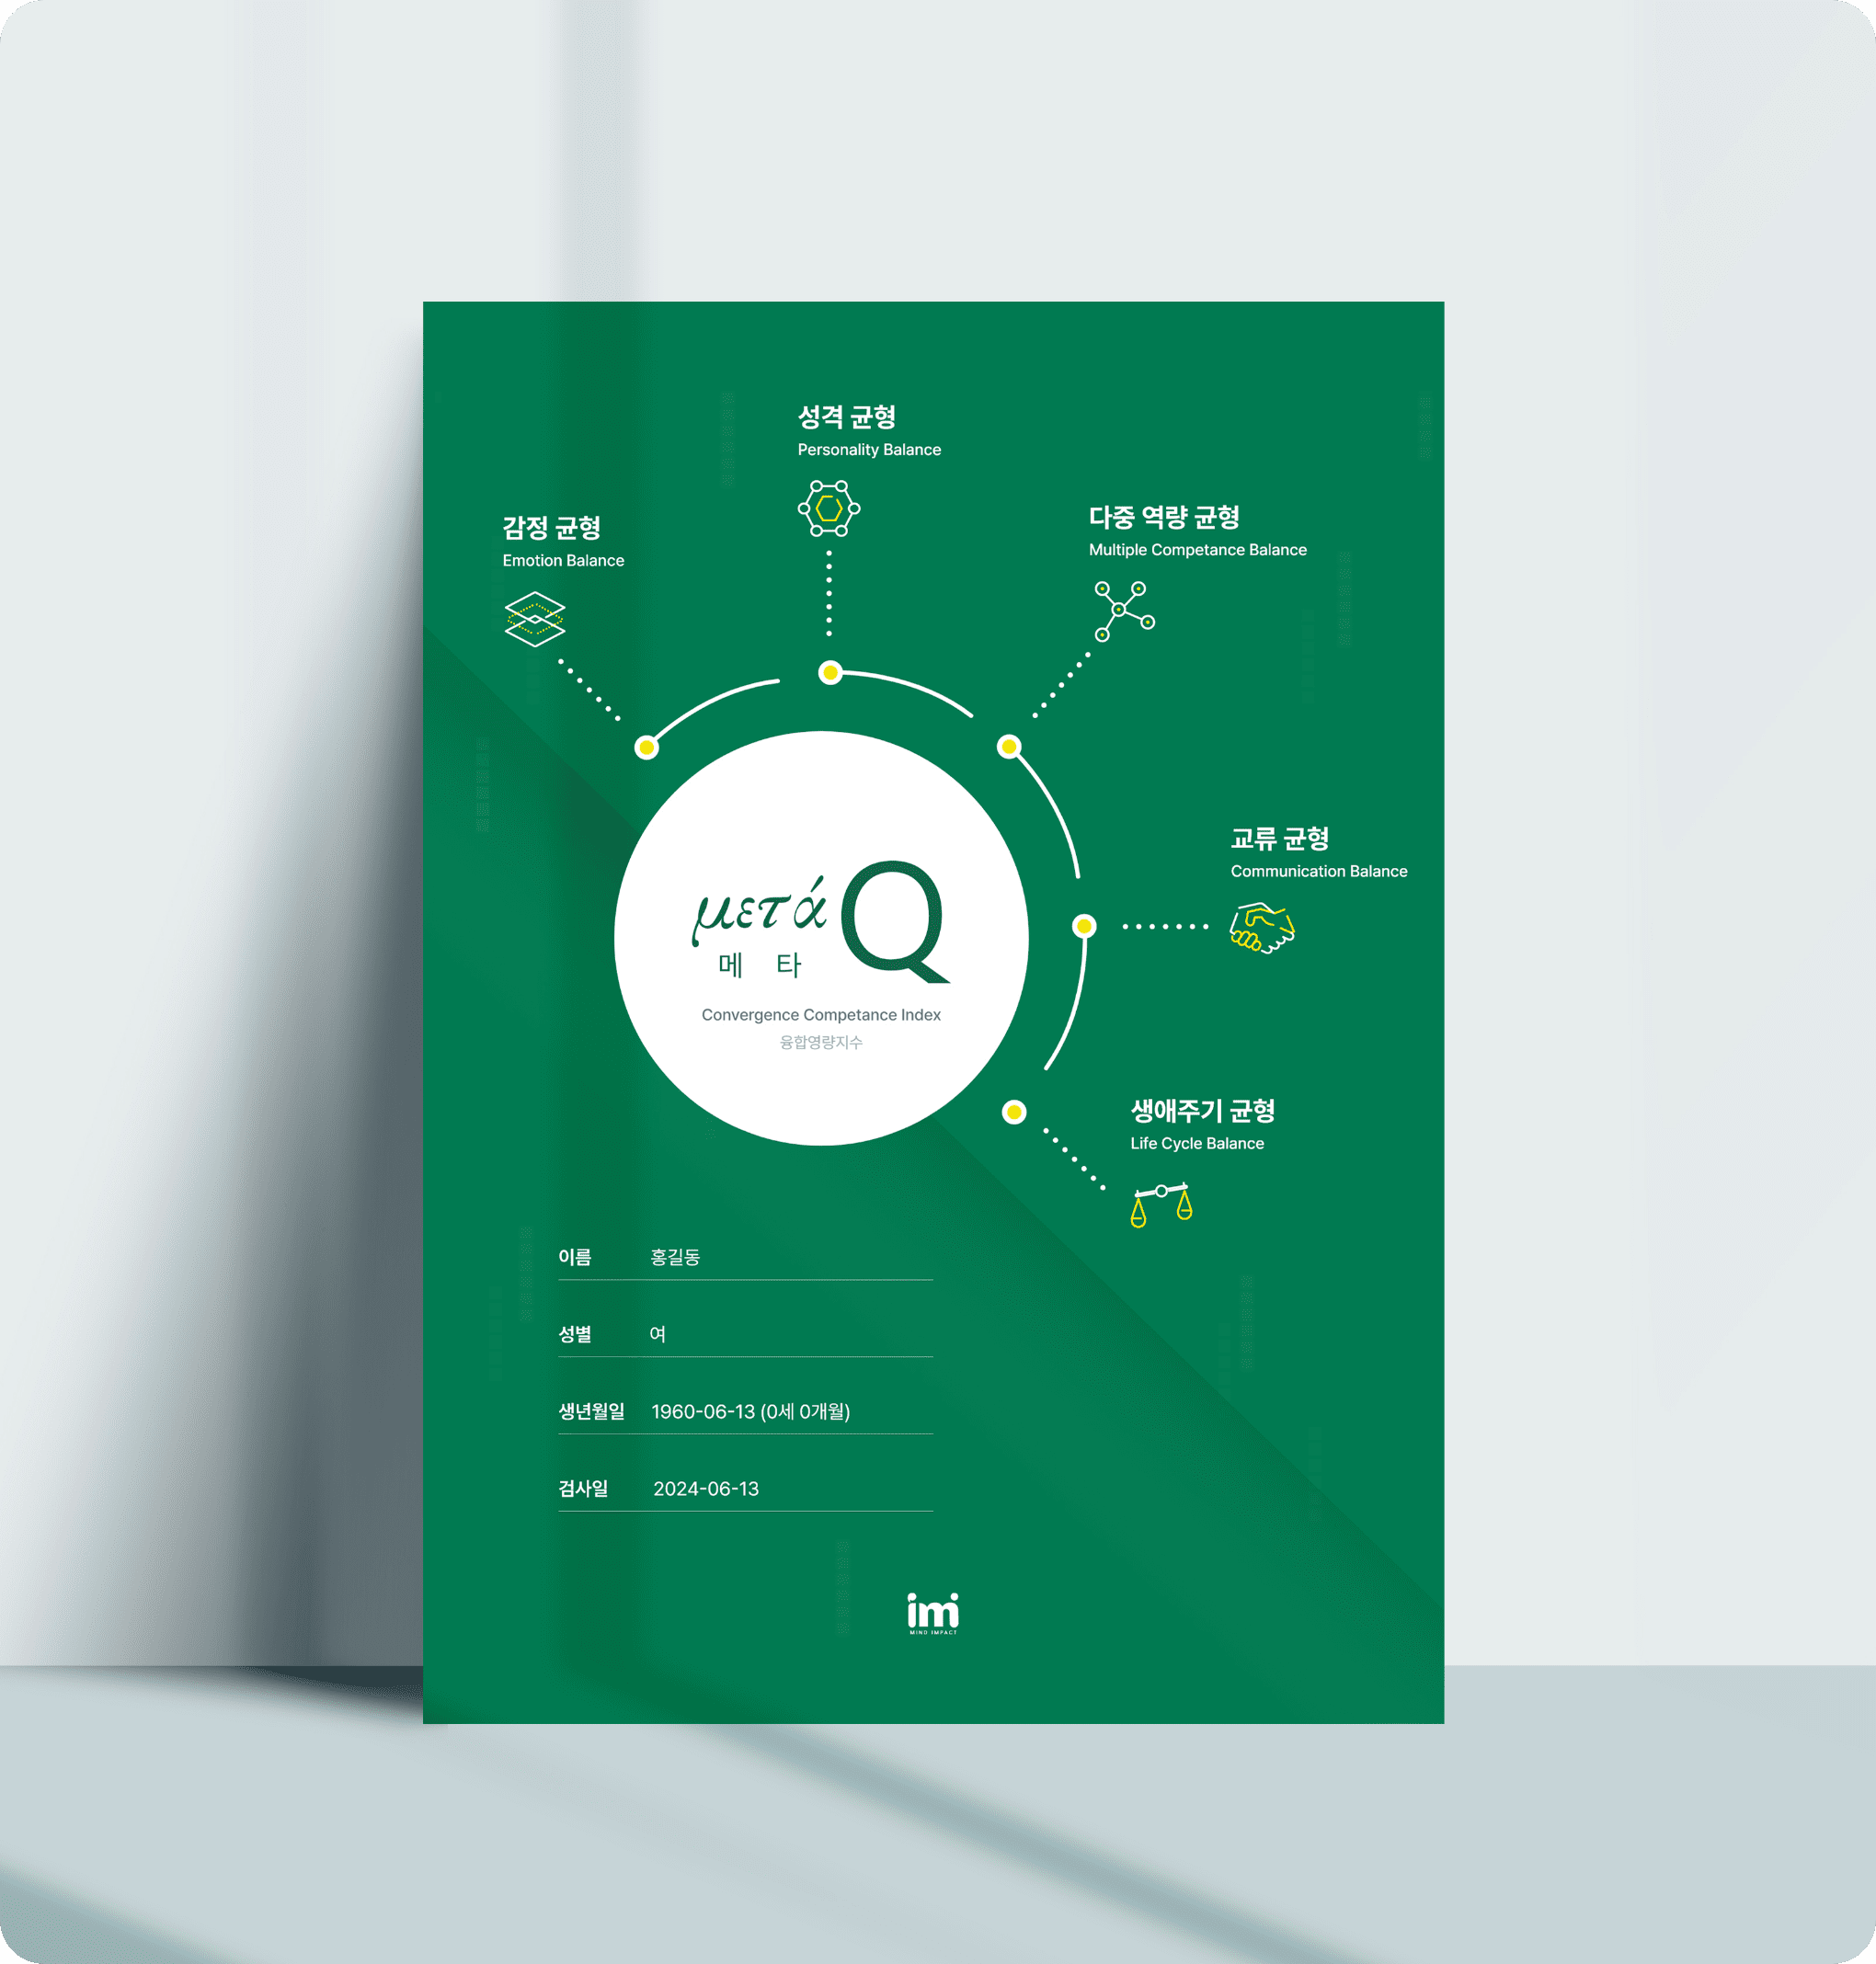 성격 균형
Personality Balance
감정 균형
Emotion Balance
다중 역량 균형
Multiple Competance Balance
교류 균형
Communication Balance
μετά Q
메 타
Convergence Competance Index
융합영량지수
생애주기 균형
Life Cycle Balance
이름 홍길동
성별 여
생년월일 1960-06-13 (0세 0개월)
검사일 2024-06-13
imi
MIND IMPACT